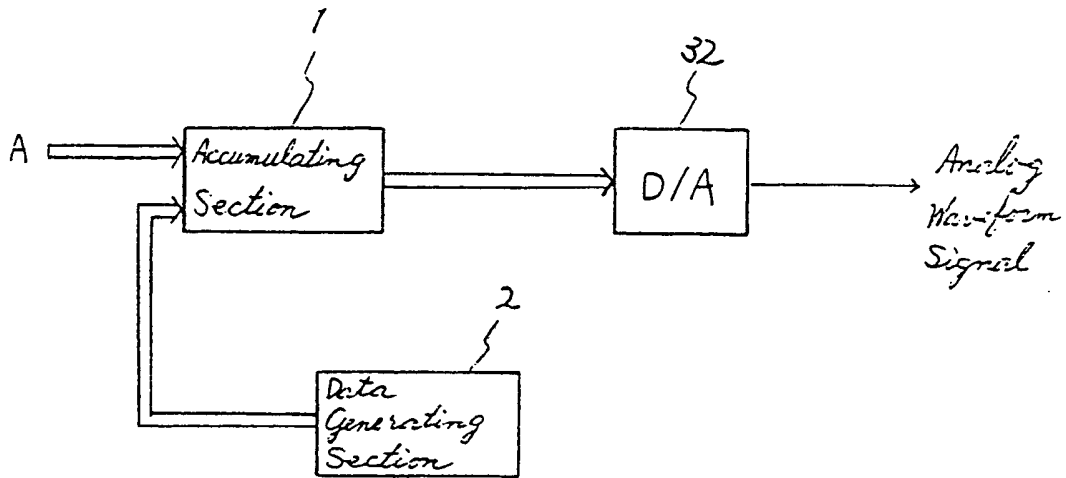 1
32
A
Accumulating
Section
D/A
Analog
Waveform
Signal
2
Data
Generating
Section